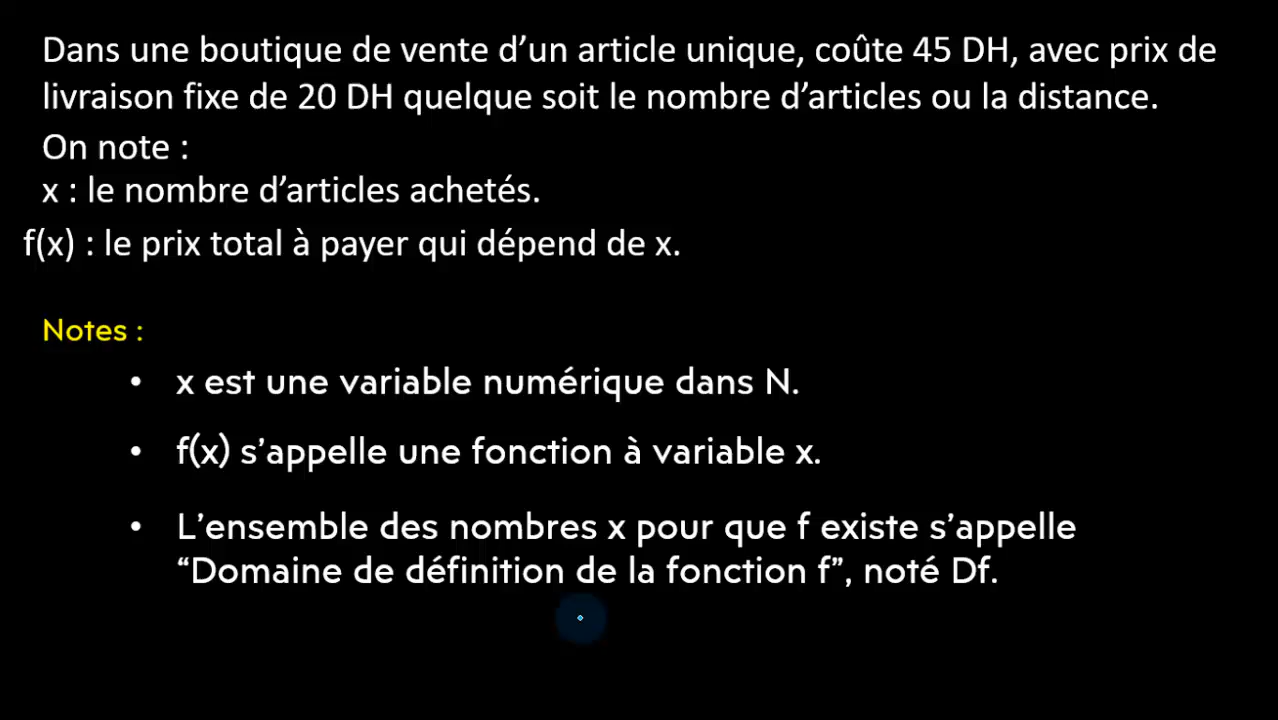 Dans une boutique de vente d’un article unique, coûte 45 DH, avec prix de
livraison fixe de 20 DH quelque soit le nombre d’articles ou la distance.
On note :
x : le nombre d’articles achetés.
f(x) : le prix total à payer qui dépend de x.
Notes :
• x est une variable numérique dans N.
• f(x) s’appelle une fonction à variable x.
• L’ensemble des nombres x pour que f existe s’appelle
“Domaine de définition de la fonction f”, noté Df.